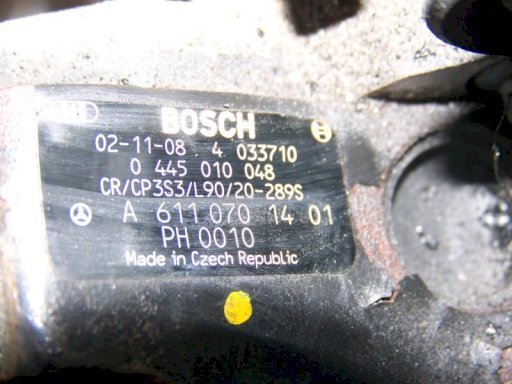 BOSCH
02-11-08 4 033710
0 445 010 048
CR/CP3S3/L90/20-289S
A 611 070 14 01
PH 0010
Made in Czech Republic